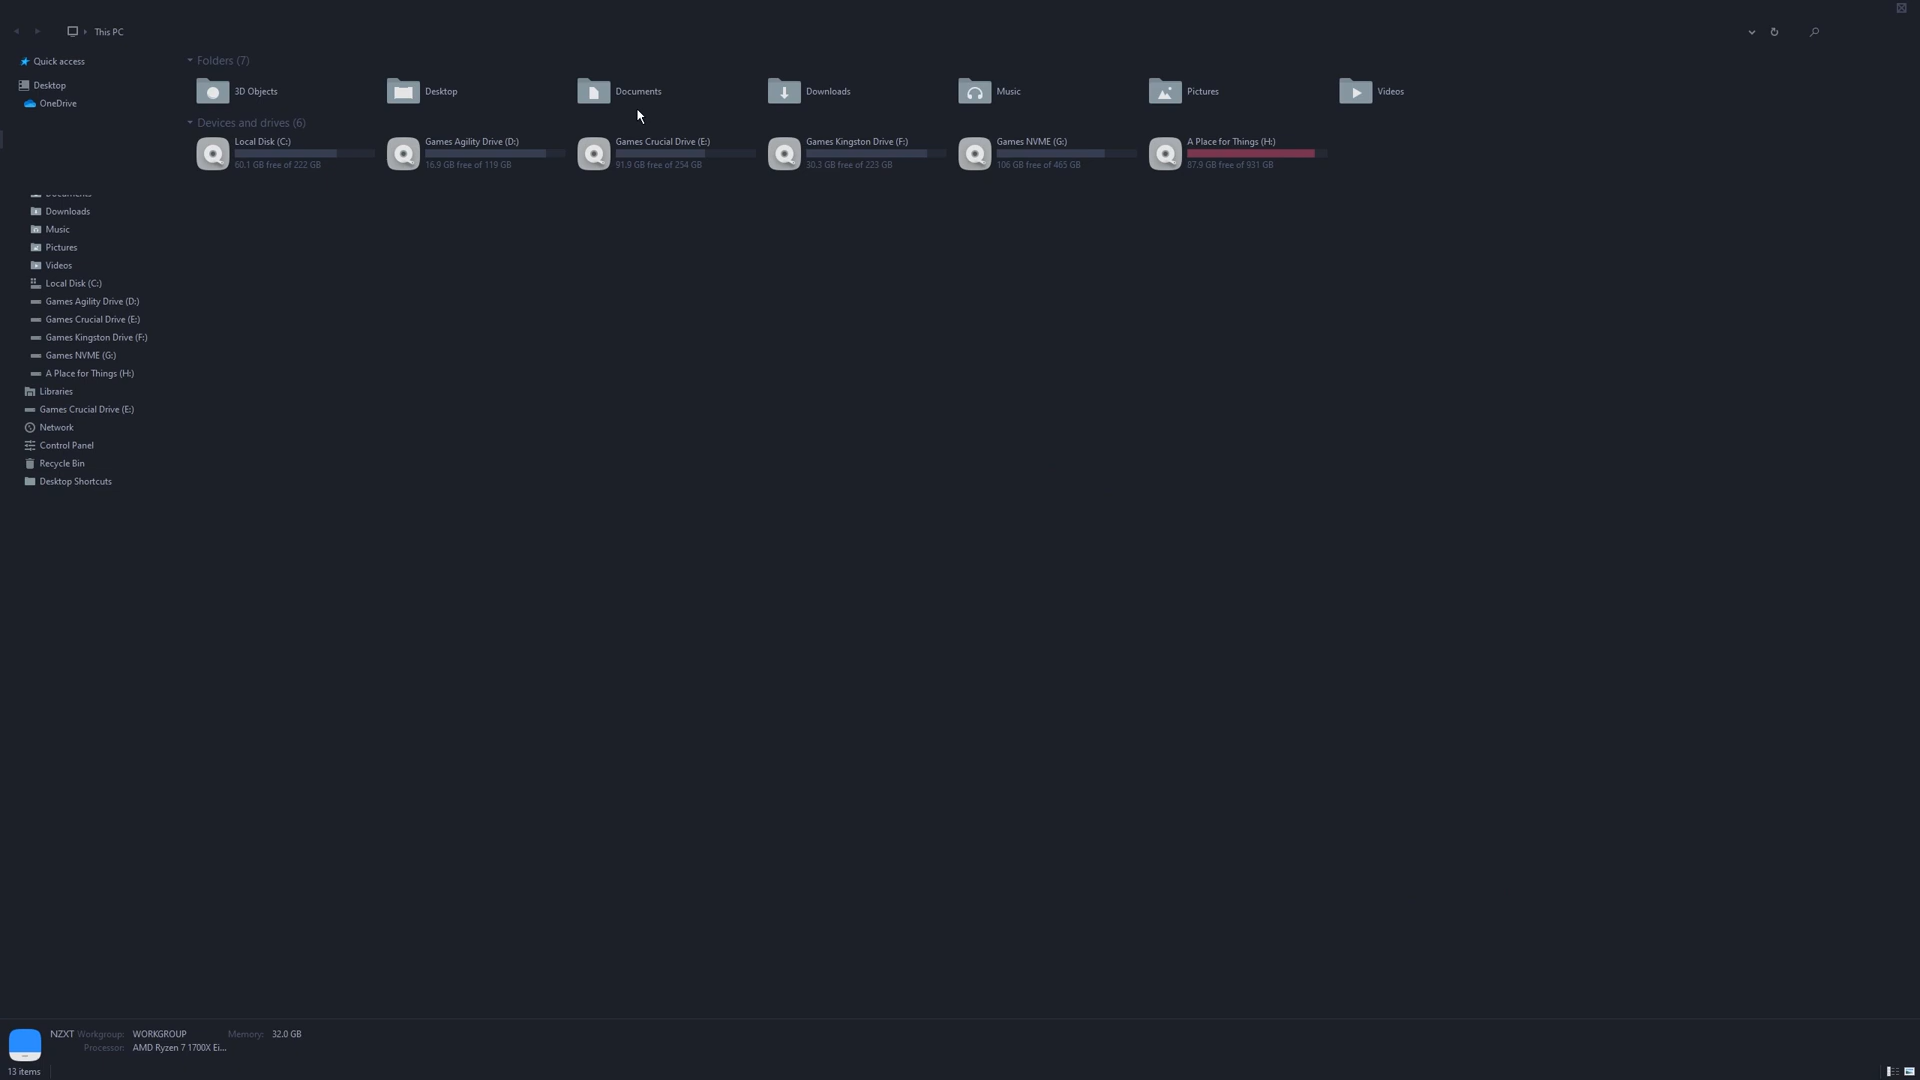 This PC
Quick access
Desktop
OneDrive
Folders (7)
3D Objects
Desktop
Documents
Downloads
Music
Pictures
Videos
Devices and drives (6)
Local Disk (C:)
60.1 GB free of 222 GB
Games Agility Drive (D:)
16.9 GB free of 119 GB
Games Crucial Drive (E:)
91.9 GB free of 254 GB
Games Kingston Drive (F:)
30.3 GB free of 223 GB
Games NVME (G:)
106 GB free of 465 GB
A Place for Things (H:)
87.9 GB free of 931 GB
Documents
Downloads
Music
Pictures
Videos
Local Disk (C:)
Games Agility Drive (D:)
Games Crucial Drive (E:)
Games Kingston Drive (F:)
Games NVME (G:)
A Place for Things (H:)
Libraries
Games Crucial Drive (E:)
Network
Control Panel
Recycle Bin
Desktop Shortcuts
NZXT Workgroup: WORKGROUP Memory: 32.0 GB
Processor: AMD Ryzen 7 1700X Ei...
13 items